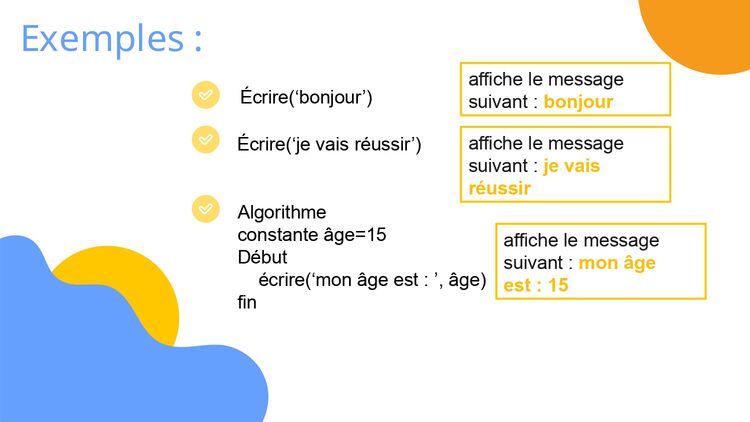 Exemples :
Écrire(‘bonjour’)
affiche le message
suivant : bonjour
Écrire(‘je vais réussir’)
affiche le message
suivant : je vais
réussir
Algorithme
constante âge=15
Début
écrire(‘mon âge est : ’, âge)
fin
affiche le message
suivant : mon âge
est : 15